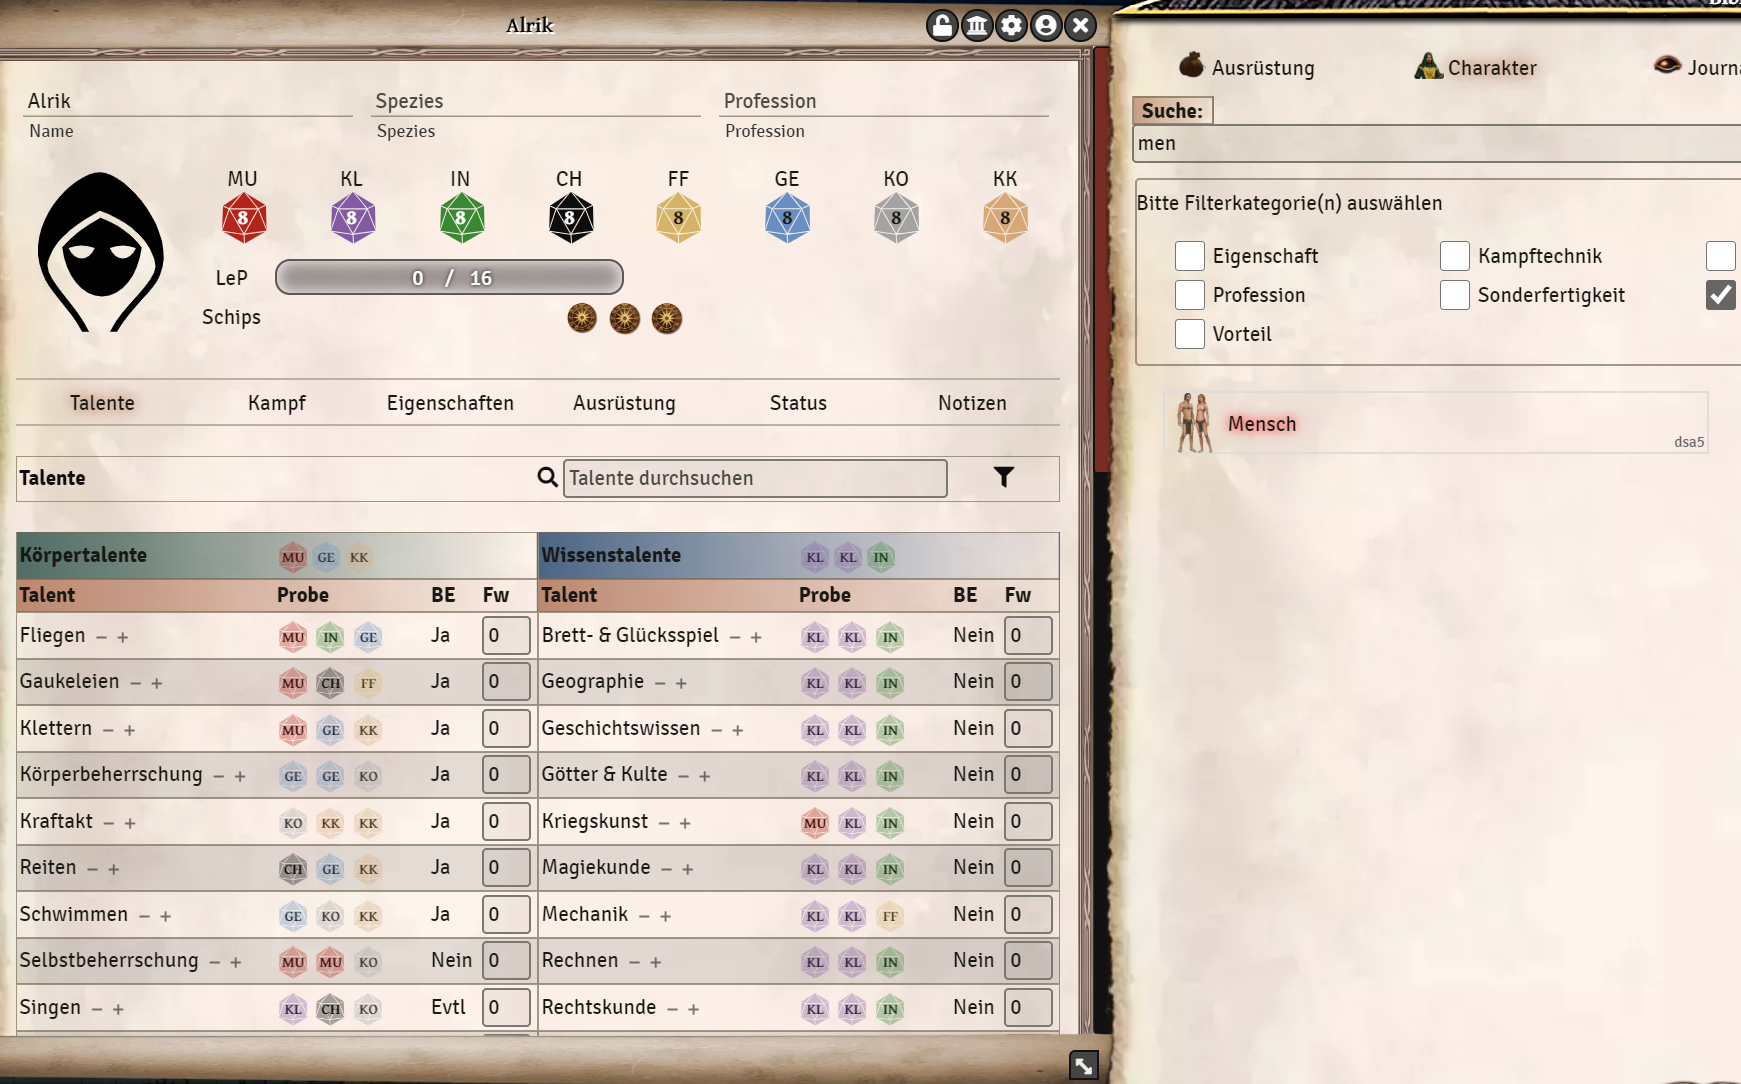 Alrik
Alrik
Spezies
Profession
Name
Spezies
Profession
MU KL IN CH FF GE KO KK
8 8 8 8 8 8 8 8
LeP 0 / 16
Schips
Talente Kampf Eigenschaften Ausrüstung Status Notizen
Talente Talente durchsuchen
Körpertalente MU GE KK
Talent Probe BE Fw
Fliegen − + MU IN GE Ja 0
Gaukeleien − + MU CH FF Ja 0
Klettern − + MU GE KK Ja 0
Körperbeherrschung − + GE GE KO Ja 0
Kraftakt − + KO KK KK Ja 0
Reiten − + CH GE KK Ja 0
Schwimmen − + GE KO KK Ja 0
Selbstbeherrschung − + MU MU KO Nein 0
Singen − + KL CH KO Evtl 0
Wissenstalente KL KL IN
Talent Probe BE Fw
Brett- & Glücksspiel − + KL KL IN Nein 0
Geographie − + KL KL IN Nein 0
Geschichtswissen − + KL KL IN Nein 0
Götter & Kulte − + KL KL IN Nein 0
Kriegskunst − + MU KL IN Nein 0
Magiekunde − + KL KL IN Nein 0
Mechanik − + KL KL FF Nein 0
Rechnen − + KL KL IN Nein 0
Rechtskunde − + KL KL IN Nein 0
Ausrüstung Charakter Journa
Suche:
men
Bitte Filterkategorie(n) auswählen
Eigenschaft Kampftechnik
Profession Sonderfertigkeit
Vorteil
Mensch
dsa5